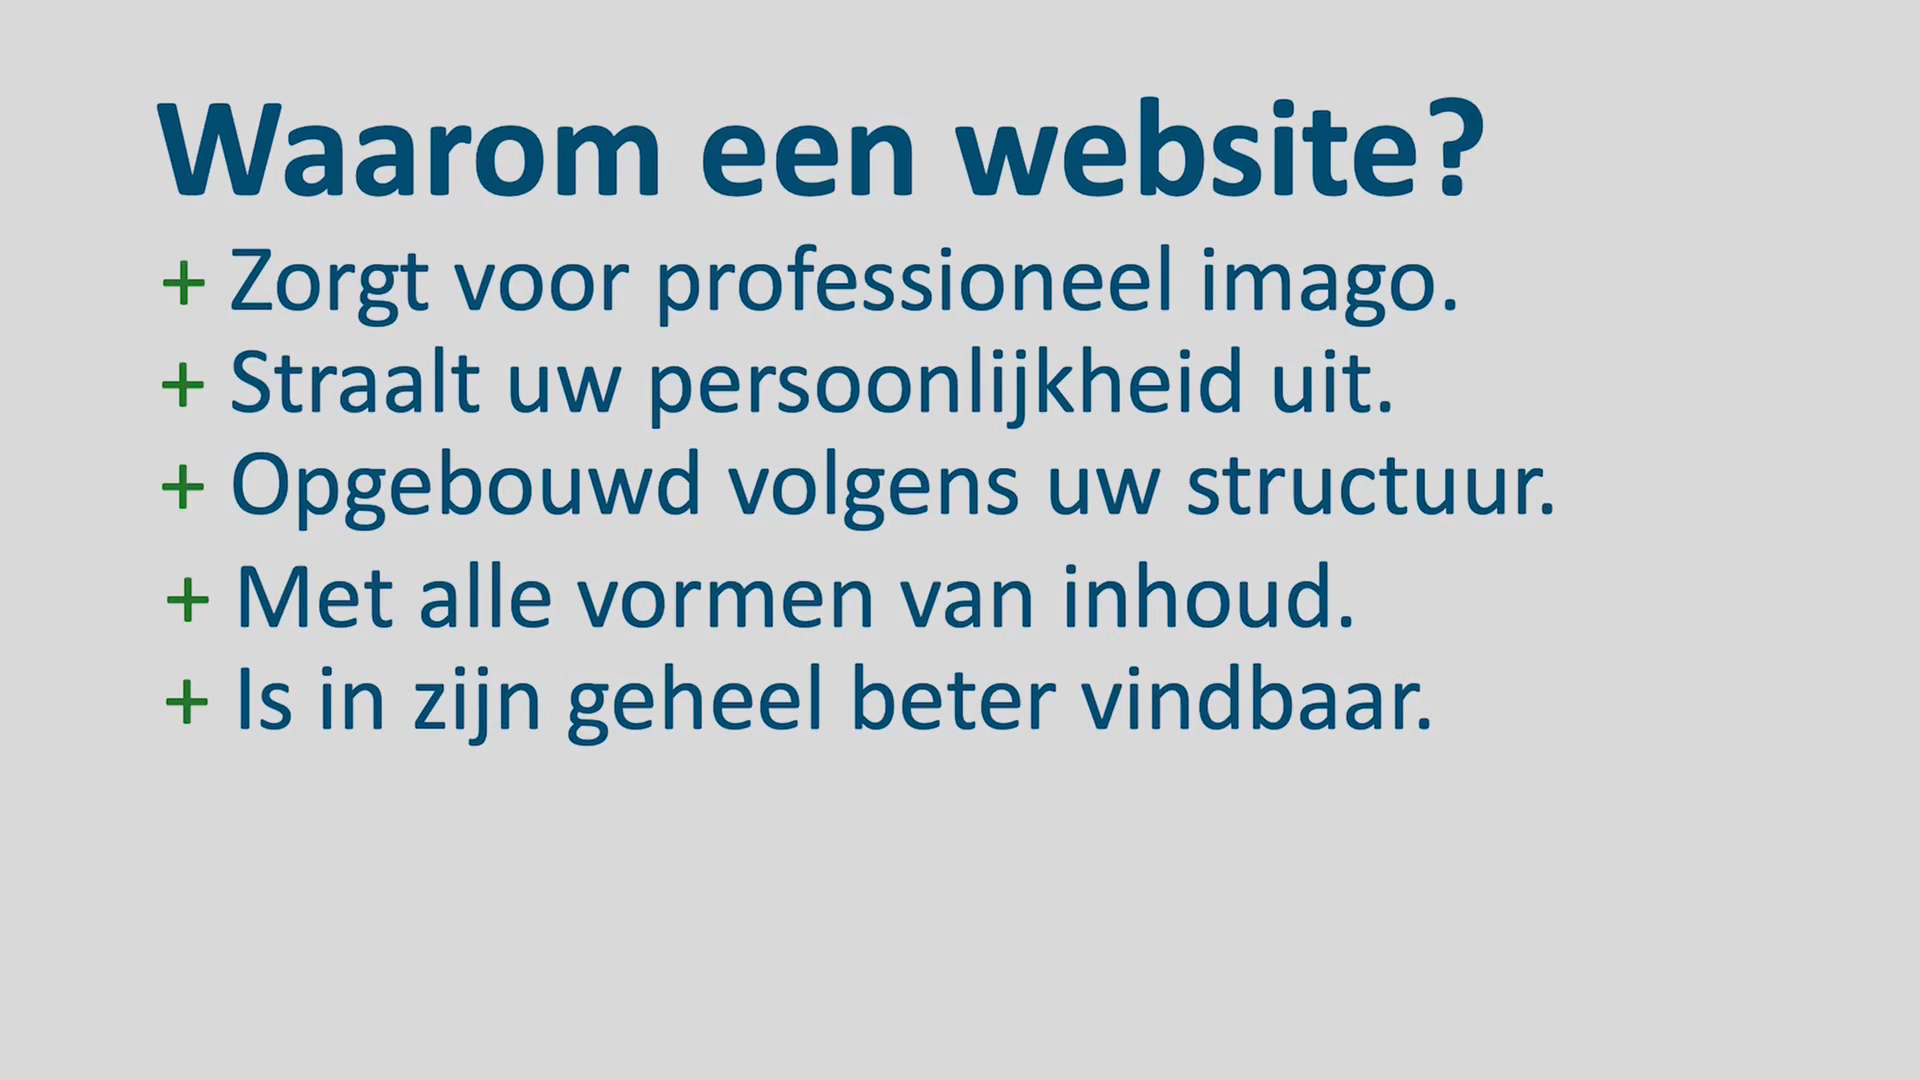 Waarom een website?
+ Zorgt voor professioneel imago.
+ Straalt uw persoonlijkheid uit.
+ Opgebouwd volgens uw structuur.
+ Met alle vormen van inhoud.
+ Is in zijn geheel beter vindbaar.